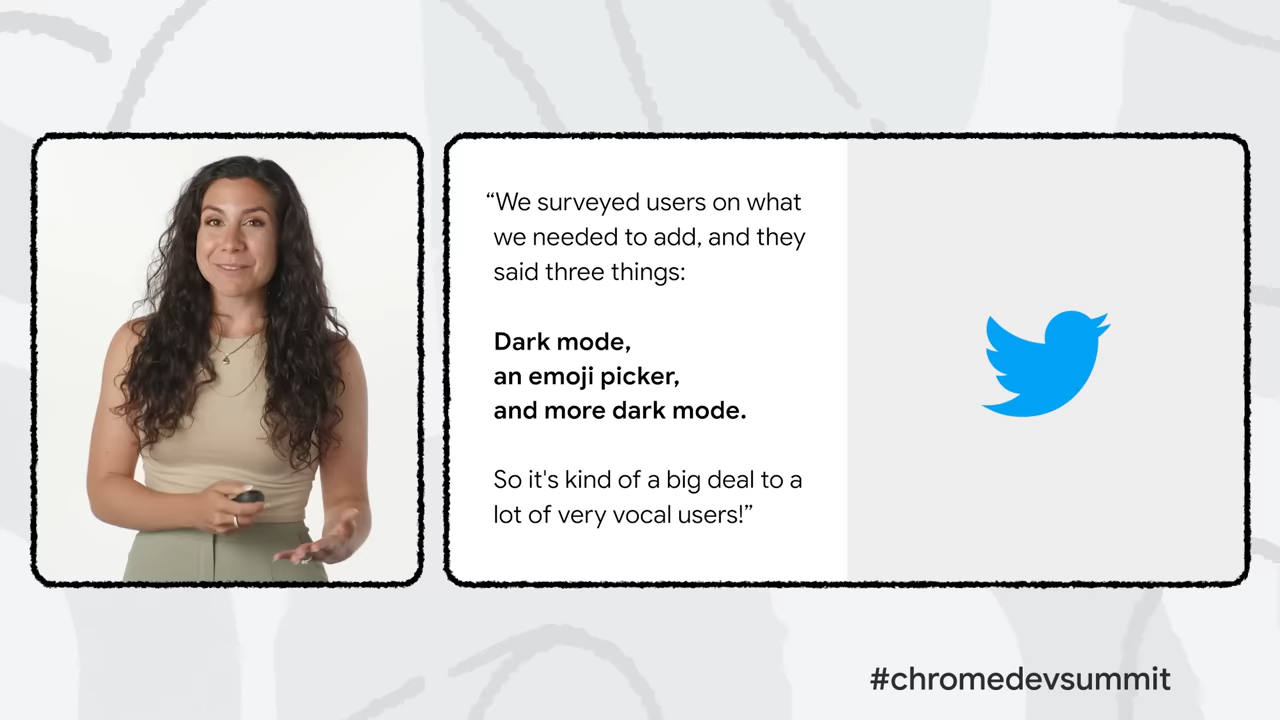 “We surveyed users on what
we needed to add, and they
said three things:
Dark mode,
an emoji picker,
and more dark mode.
So it's kind of a big deal to a
lot of very vocal users!”
#chromedevsummit